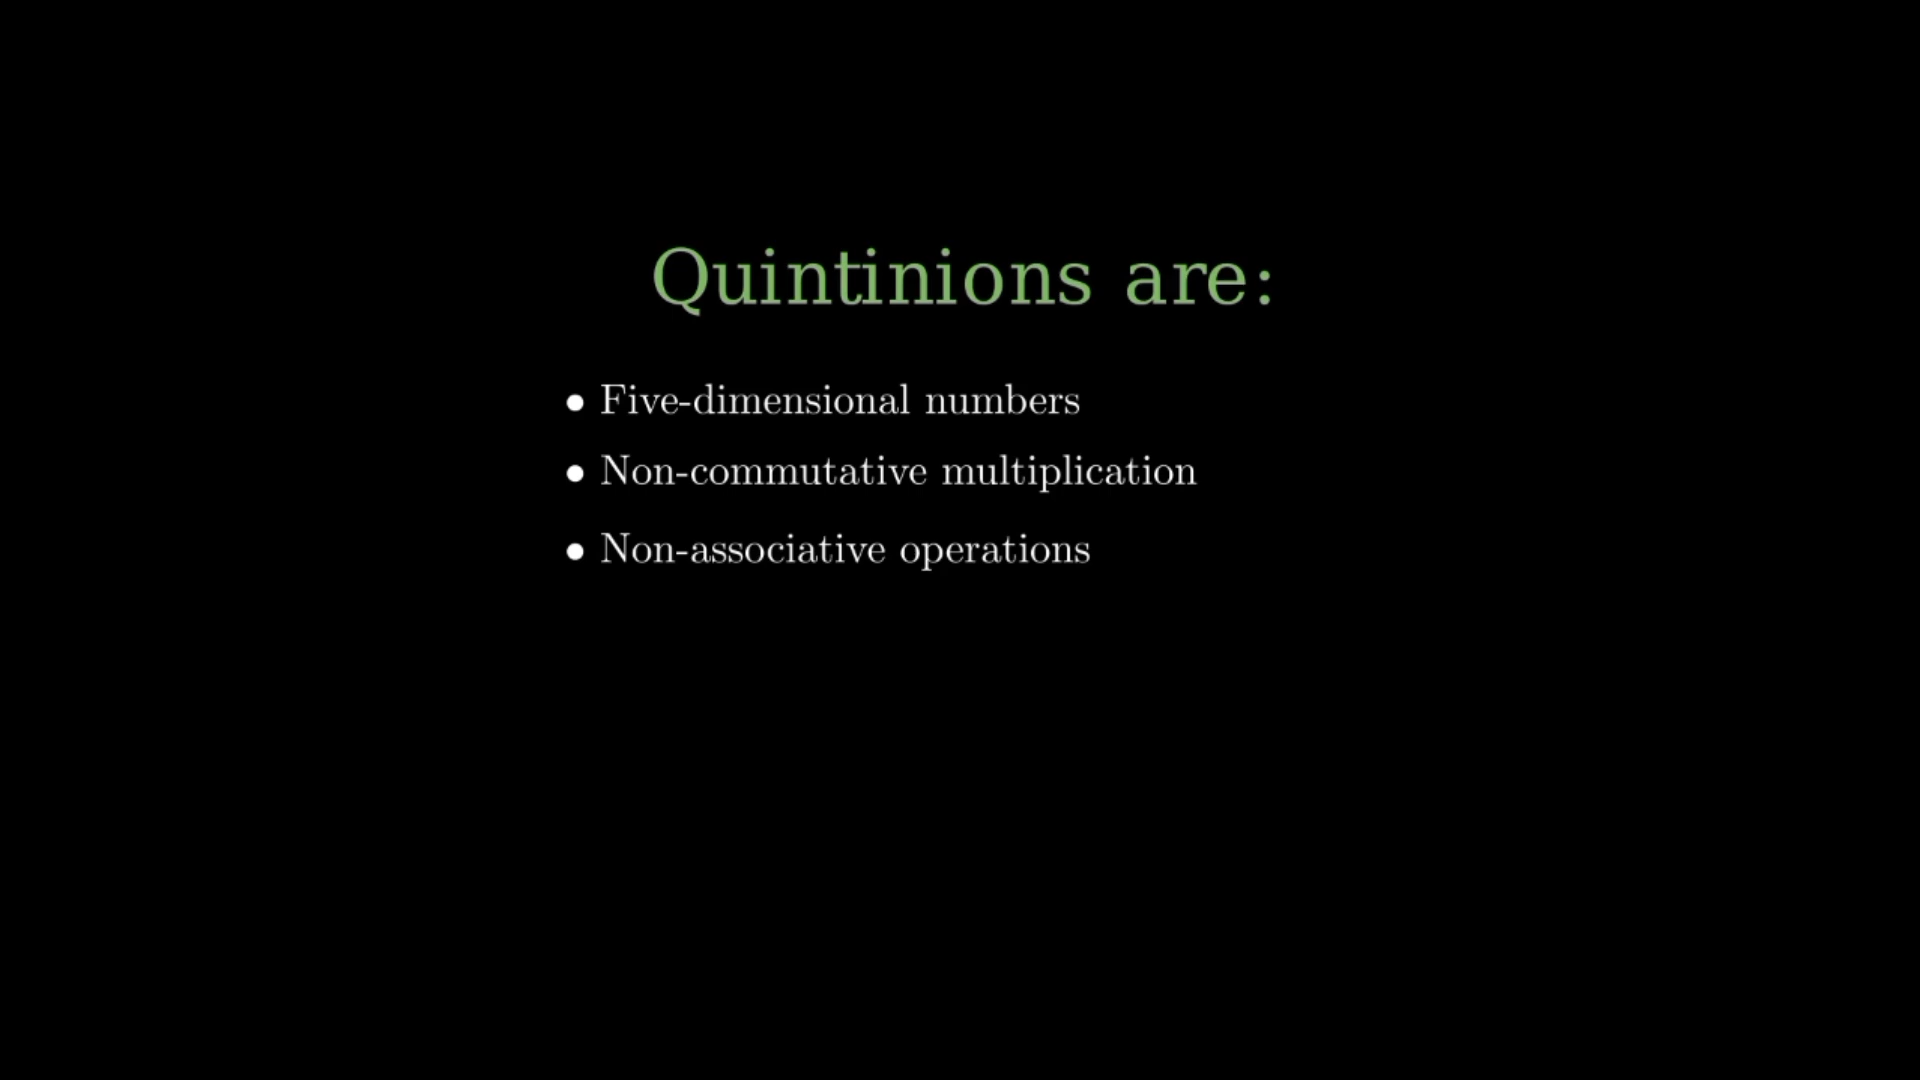 Quintinions are:
• Five-dimensional numbers
• Non-commutative multiplication
• Non-associative operations